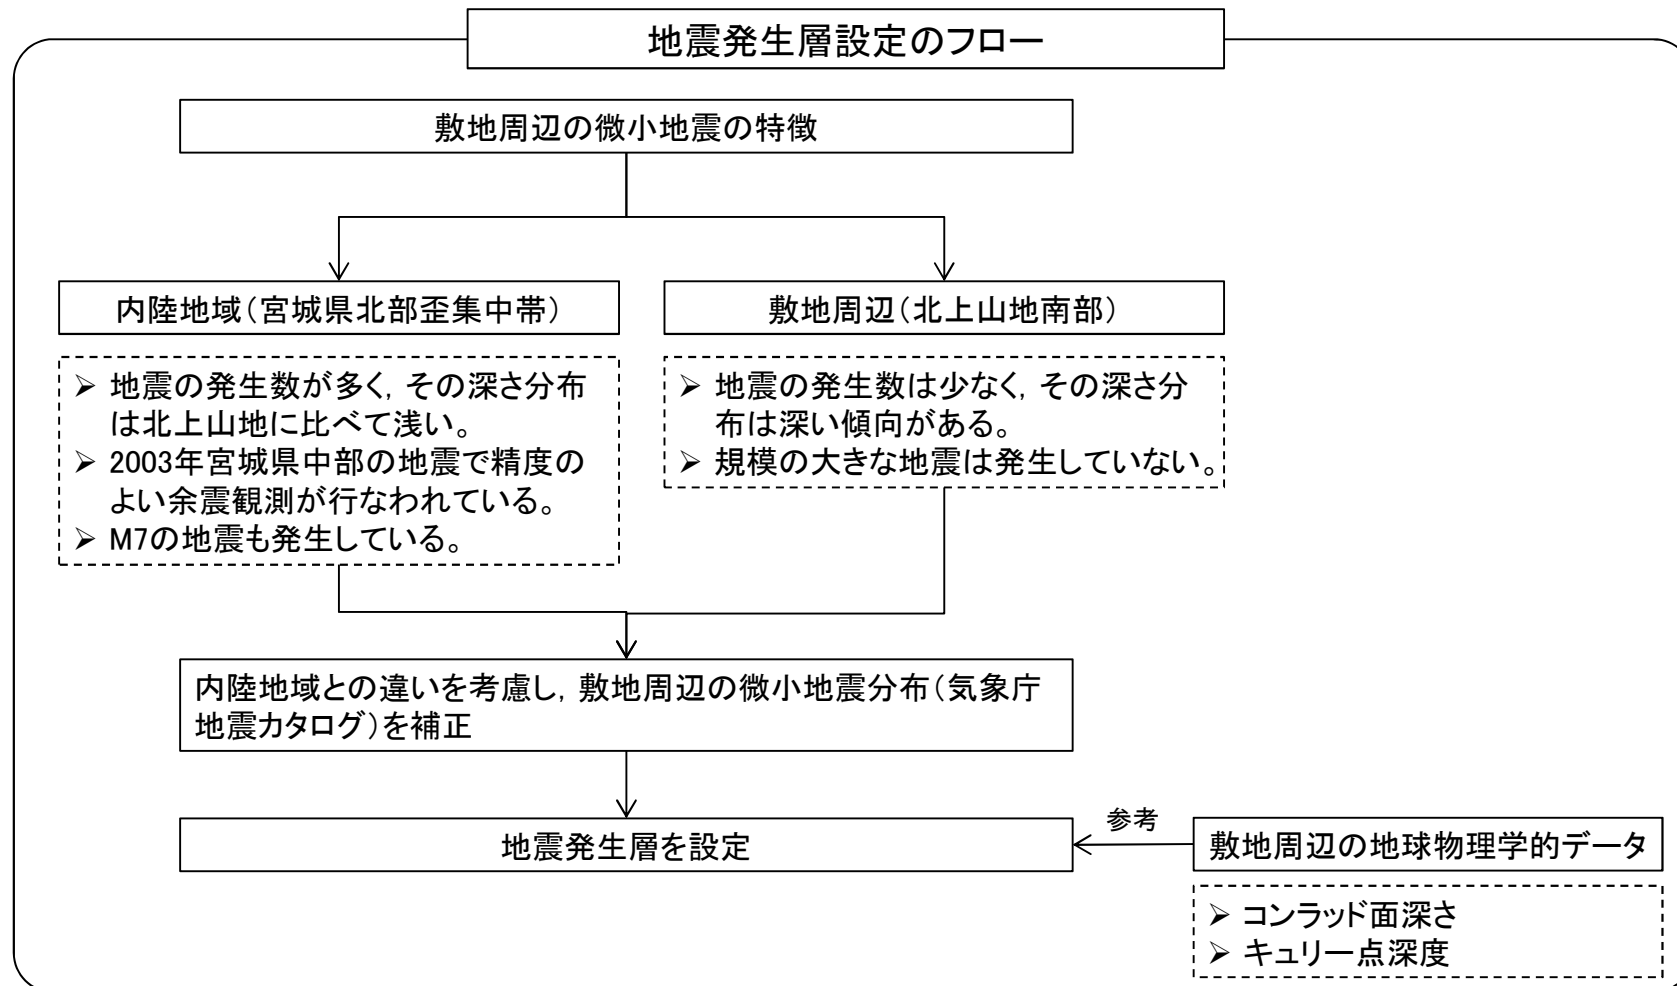 地震発生層設定のフロー
敷地周辺の微小地震の特徴
内陸地域(宮城県北部歪集中帯)
➢ 地震の発生数が多く, その深さ分布
は北上山地に比べて浅い。
➢ 2003年宮城県中部の地震で精度の
よい余震観測が行なわれている。
➢ M7の地震も発生している。
敷地周辺(北上山地南部)
➢ 地震の発生数は少なく, その深さ分
布は深い傾向がある。
➢ 規模の大きな地震は発生していない。
内陸地域との違いを考慮し, 敷地周辺の微小地震分布(気象庁
地震カタログ)を補正
地震発生層を設定
参考
敷地周辺の地球物理学的データ
➢ コンラッド面深さ
➢ キュリー点深度